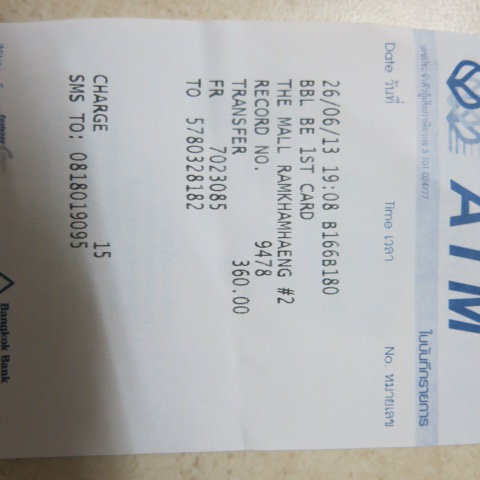 ATM
ใบบันทึกรายการ
Date วันที่ Time เวลา No. หมายเลข
26/06/13 19:08 B166B180
BBL BE 1ST CARD
THE MALL RAMKHAMHAENG #2
RECORD NO. 9478
TRANSFER 360.00
FR 7023085
TO 5780328182
CHARGE 15
SMS TO: 0818019095
Bangkok Bank